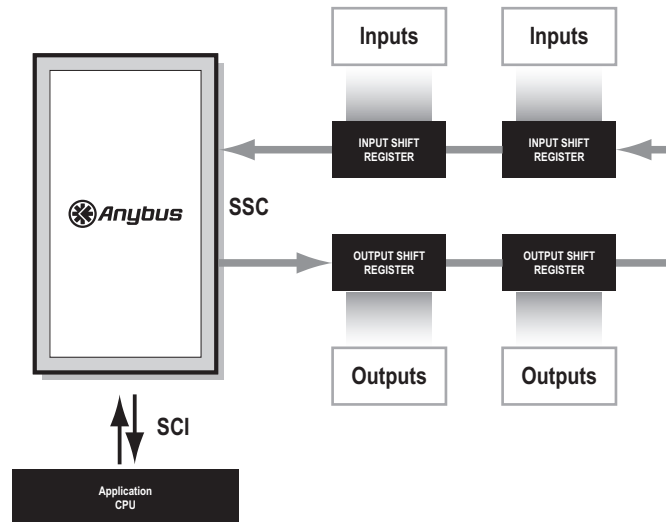 Inputs
Inputs
INPUT SHIFT
REGISTER
INPUT SHIFT
REGISTER
Anybus
SSC
OUTPUT SHIFT
REGISTER
OUTPUT SHIFT
REGISTER
Outputs
Outputs
SCI
Application
CPU